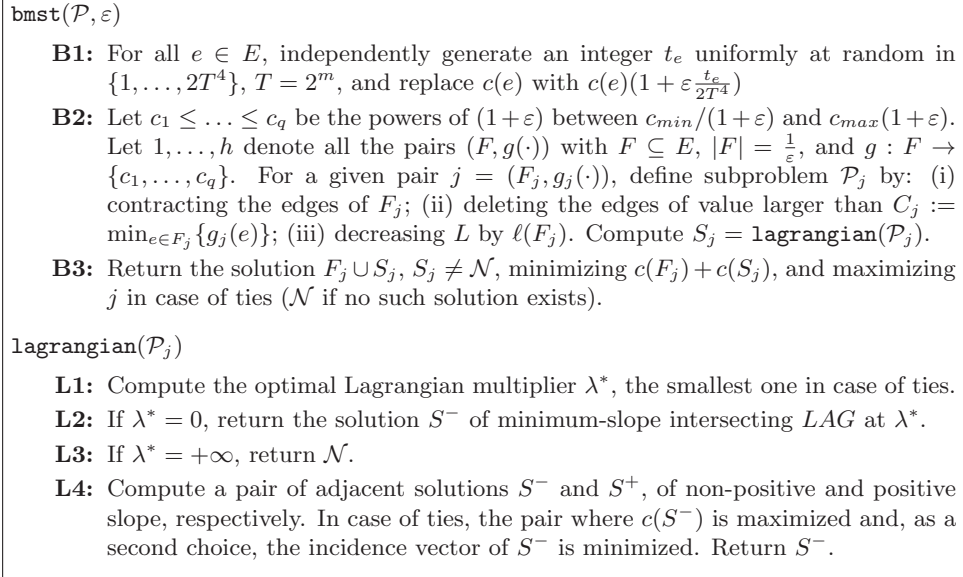 bmst(𝒫, ε)
B1: For all e ∈ E, independently generate an integer t_e uniformly at random in
{1, . . . , 2T^4}, T = 2^m, and replace c(e) with c(e)(1 + ε t_e/2T^4)
B2: Let c_1 ≤ . . . ≤ c_q be the powers of (1+ε) between c_min/(1+ε) and c_max(1+ε).
Let 1, . . . , h denote all the pairs (F, g(·)) with F ⊆ E, |F| = 1/ε, and g : F →
{c_1, . . . , c_q}. For a given pair j = (F_j, g_j(·)), define subproblem 𝒫_j by: (i)
contracting the edges of F_j; (ii) deleting the edges of value larger than C_j :=
min_{e∈F_j}{g_j(e)}; (iii) decreasing L by ℓ(F_j). Compute S_j = lagrangian(𝒫_j).
B3: Return the solution F_j ∪ S_j, S_j ≠ 𝒩, minimizing c(F_j) + c(S_j), and maximizing
j in case of ties (𝒩 if no such solution exists).
lagrangian(𝒫_j)
L1: Compute the optimal Lagrangian multiplier λ*, the smallest one in case of ties.
L2: If λ* = 0, return the solution S^− of minimum-slope intersecting LAG at λ*.
L3: If λ* = +∞, return 𝒩.
L4: Compute a pair of adjacent solutions S^− and S^+, of non-positive and positive
slope, respectively. In case of ties, the pair where c(S^−) is maximized and, as a
second choice, the incidence vector of S^− is minimized. Return S^−.